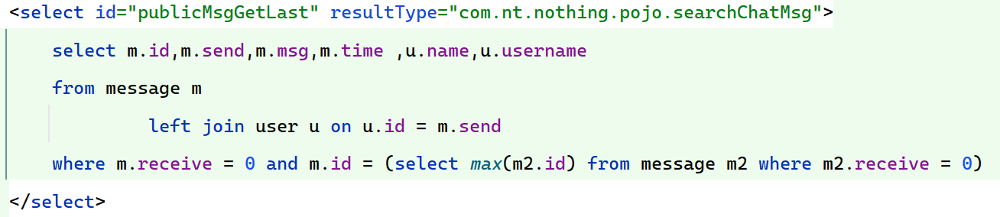 <select id="publicMsgGetLast" resultType="com.nt.nothing.pojo.searchChatMsg">
select m.id,m.send,m.msg,m.time ,u.name,u.username
from message m
left join user u on u.id = m.send
where m.receive = 0 and m.id = (select max(m2.id) from message m2 where m2.receive = 0)
</select>